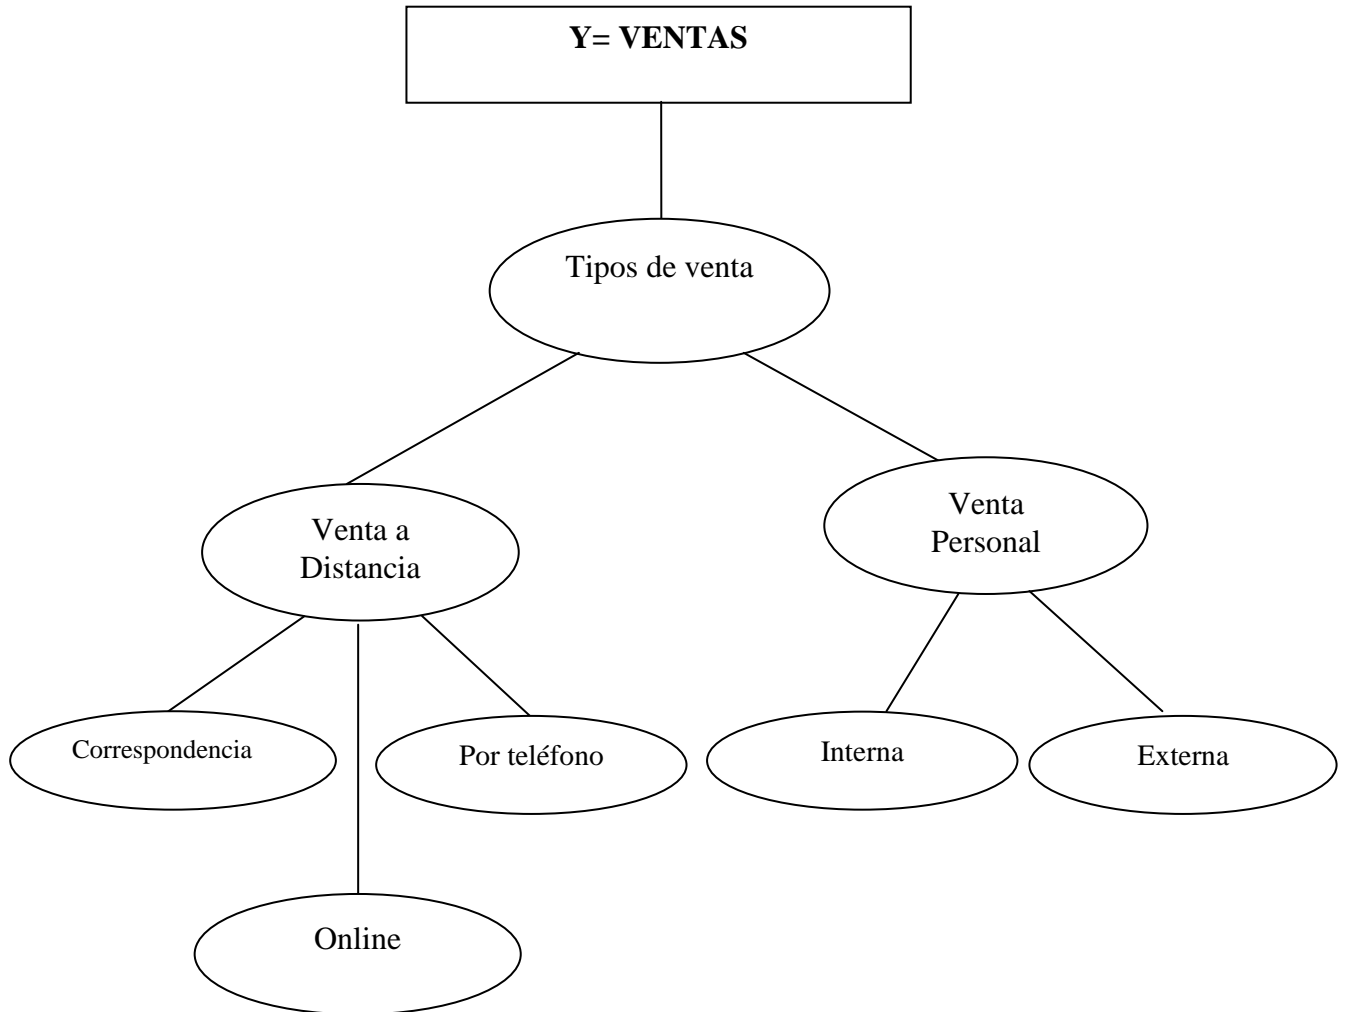 Y= VENTAS
Tipos de venta
Venta a
Distancia
Venta
Personal
Correspondencia
Por teléfono
Interna
Externa
Online